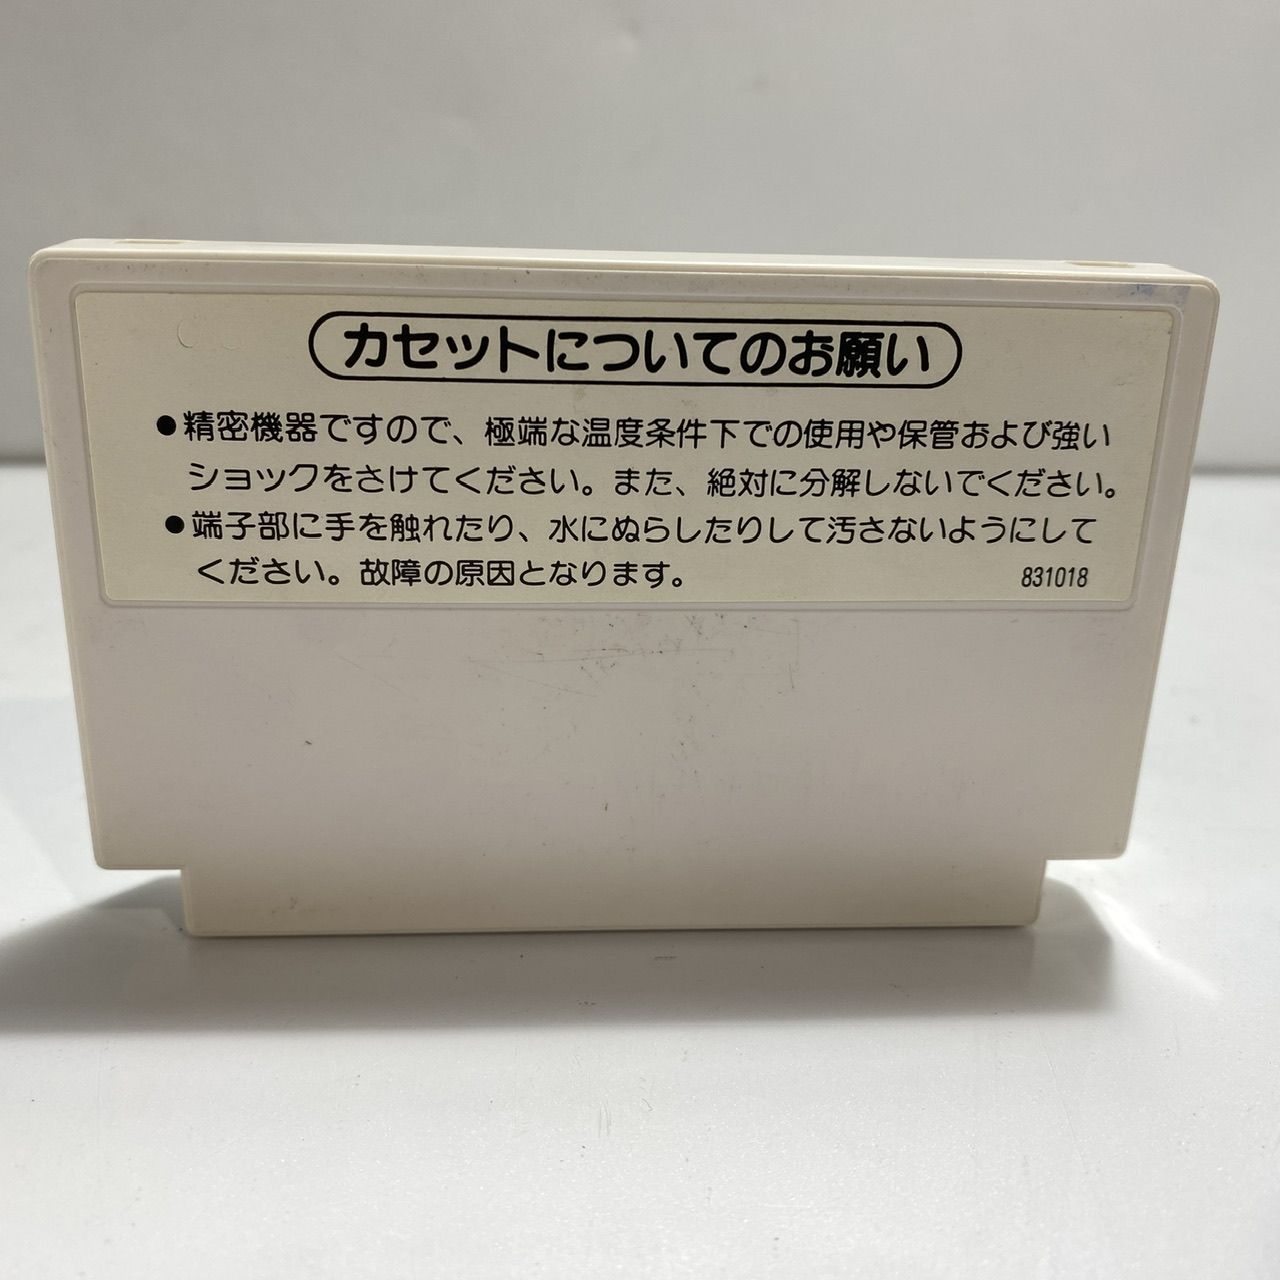 カセットについてのお願い
●精密機器ですので、極端な温度条件下での使用や保管および強い
ショックをさけてください。また、絶対に分解しないでください。
●端子部に手を触れたり、水にぬらしたりして汚さないようにして
ください。故障の原因となります。
831018